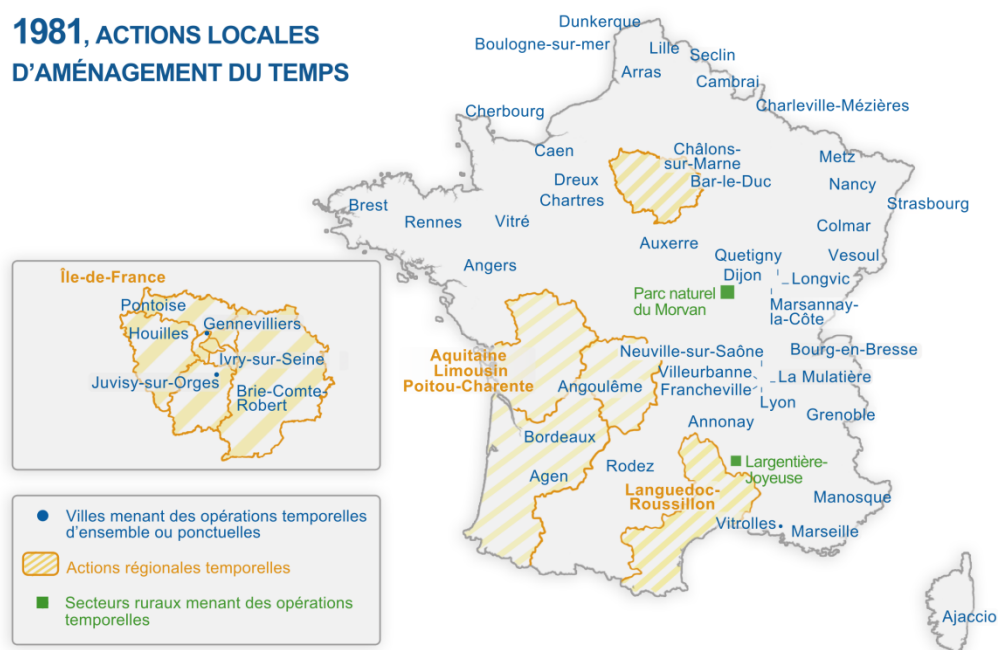 1981, ACTIONS LOCALES
D'AMÉNAGEMENT DU TEMPS
Dunkerque
Boulogne-sur-mer
Lille
Seclin
Arras
Cambrai
Cherbourg
Charleville-Mézières
Caen
Châlons-
sur-Marne
Metz
Dreux
Bar-le-Duc
Nancy
Chartres
Brest
Strasbourg
Rennes
Vitré
Colmar
Auxerre
Quetigny
Vesoul
Angers
Dijon
Longvic
Parc naturel
du Morvan
Marsannay-
la-Côte
Île-de-France
Pontoise
Houilles
Gennevilliers
Ivry-sur-Seine
Juvisy-sur-Orges
Brie-Comte-
Robert
Aquitaine
Limousin
Poitou-Charente
Neuville-sur-Saône
Bourg-en-Bresse
Villeurbanne
La Mulatière
Francheville
Angoulême
Lyon
Grenoble
Annonay
Bordeaux
Agen
Rodez
Largentière-
Joyeuse
Languedoc-
Roussillon
Manosque
Vitrolles
Marseille
Ajaccio
Villes menant des opérations temporelles
d'ensemble ou ponctuelles
Actions régionales temporelles
Secteurs ruraux menant des opérations
temporelles